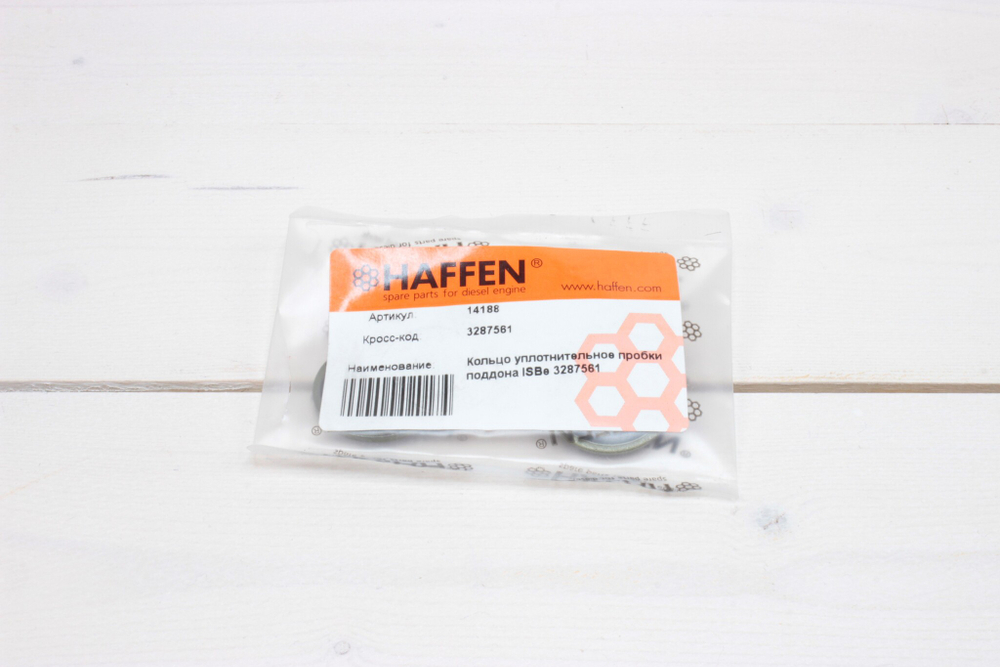 HAFFEN®
spare parts for diesel engine
www.haffen.com
Артикул: 14188
Кросс-код: 3287561
Наименование: Кольцо уплотнительное пробки
поддона ISBe 3287561